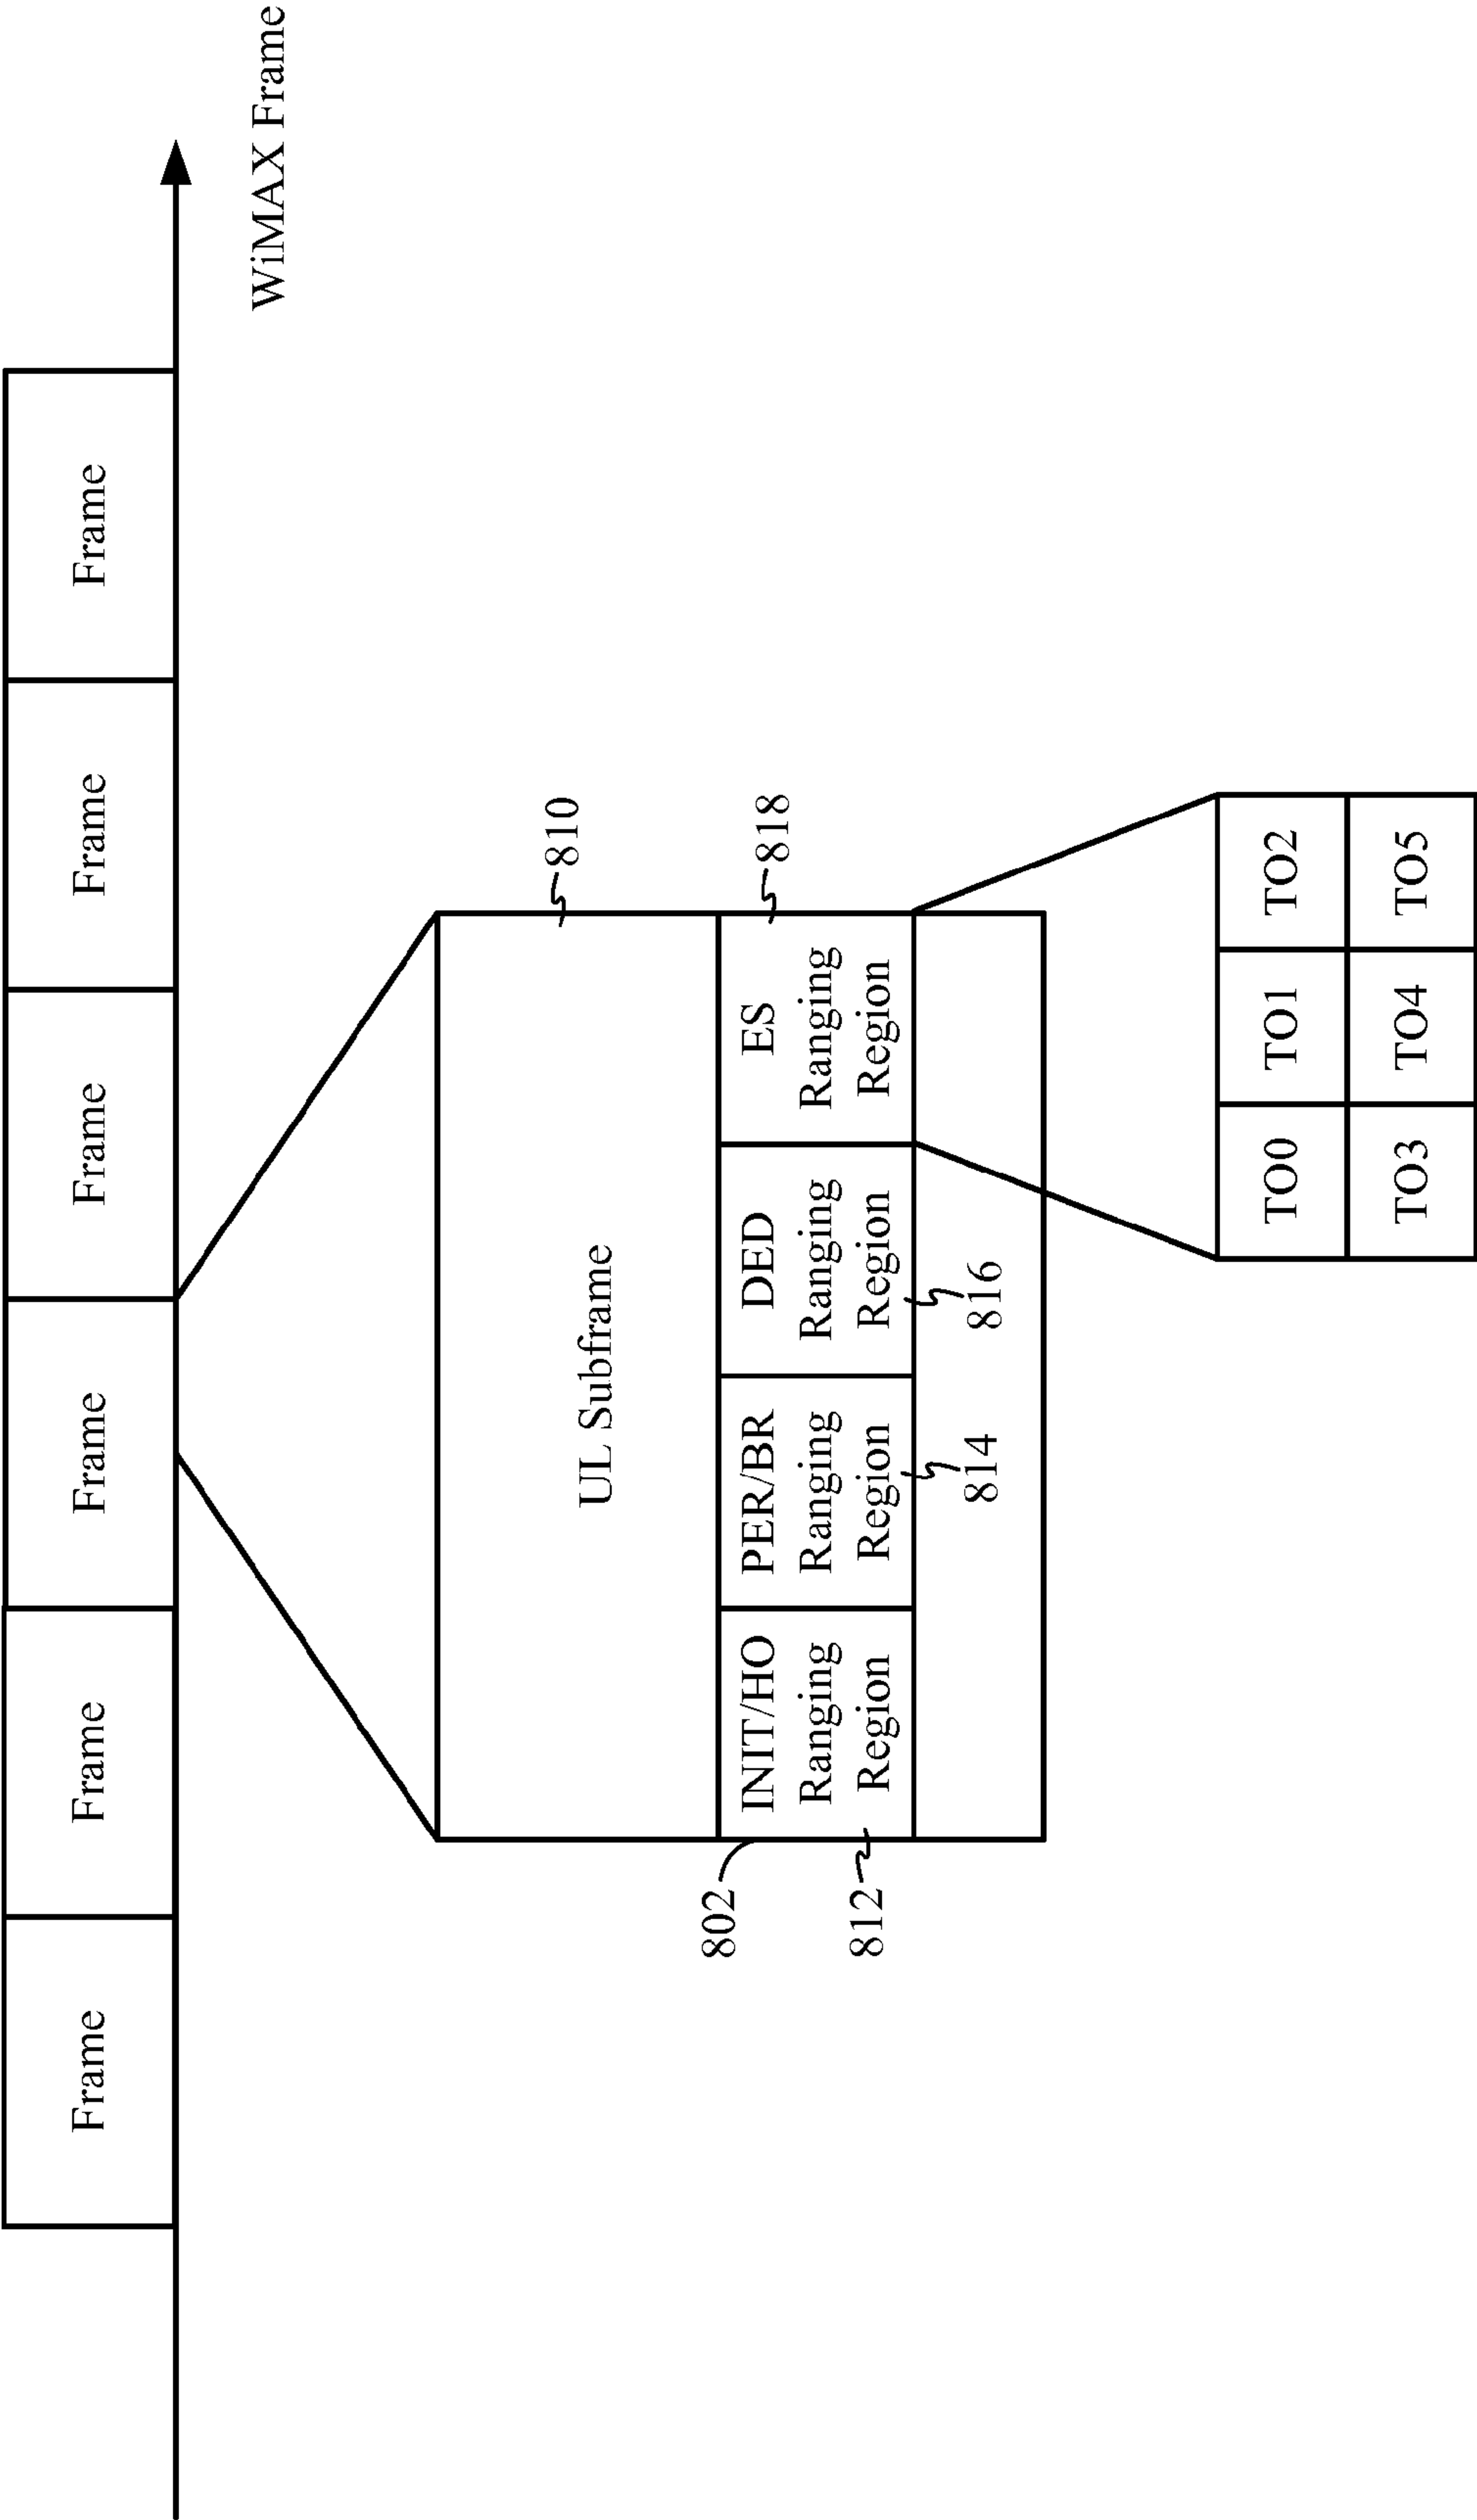 Frame
Frame
Frame
Frame
Frame
Frame
WiMAX Frame
UL Subframe
810
802
812
INIT/HO
Ranging
Region
PER/BR
Ranging
Region
814
DED
Ranging
Region
816
ES
Ranging
Region
818
TO0 TO1 TO2
TO3 TO4 TO5